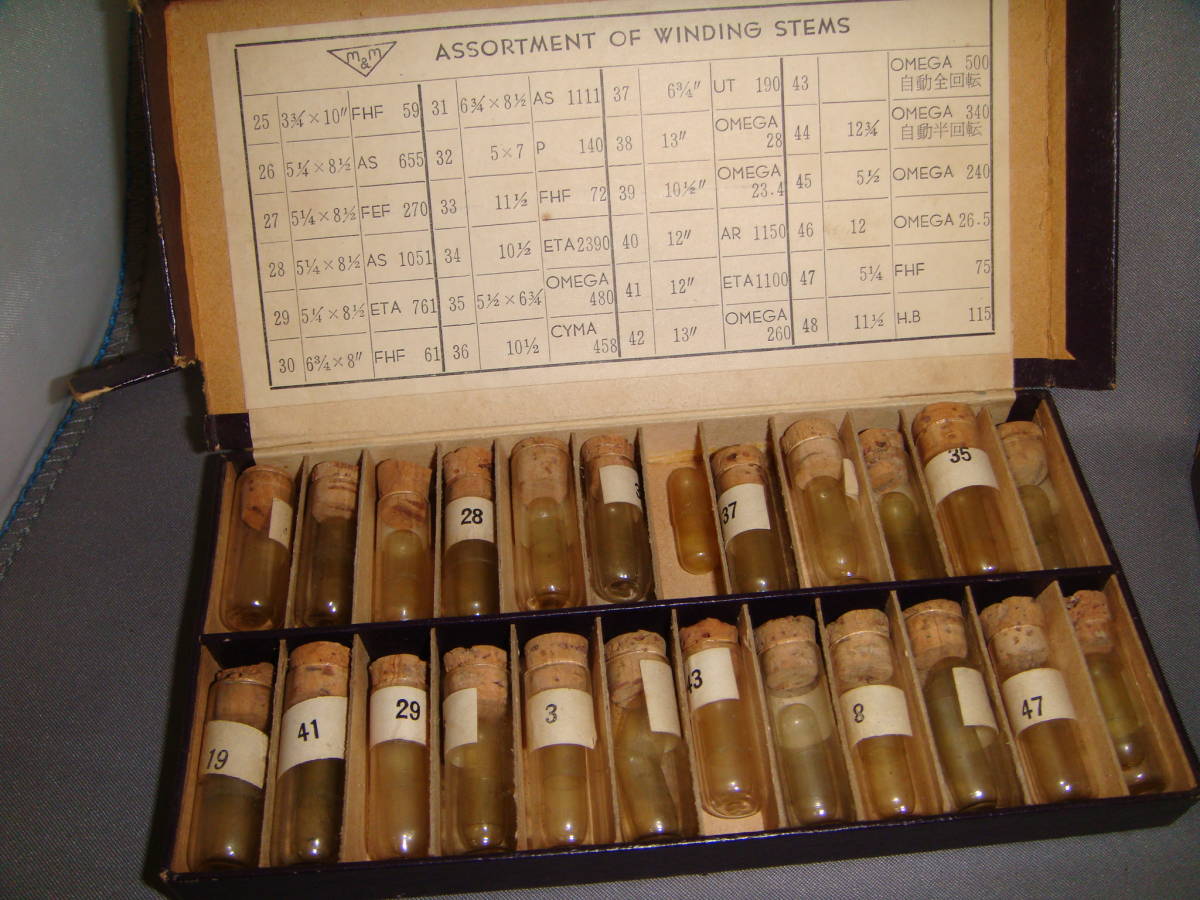 M&M ASSORTMENT OF WINDING STEMS
25 3¾ × 10″ FHF 59
26 5¼ × 8½ AS 655
27 5¼ × 8½ FEF 270
28 5¼ × 8½ AS 1051
29 5¼ × 8½ ETA 761
30 6¾ × 8″ FHF 61
31 6¾ × 8½ AS 1111
32 5 × 7 P 140
33 11½ FHF 72
34 10½ ETA 2390
35 5½ × 6¾ OMEGA 480
36 10½ CYMA 458
37 6¾″ UT 190
38 13″ OMEGA 28
39 10½″ OMEGA 23.4
40 12″ AR 1150
41 12″ ETA 1100
42 13″ OMEGA 260
43 OMEGA 500
自動全回転
44 12¾ OMEGA 340
自動半回転
45 5½ OMEGA 240
46 12 OMEGA 26.5
47 5¼ FHF 75
48 11½ H.B 115
28
37
35
19
41
29
3
43
8
47